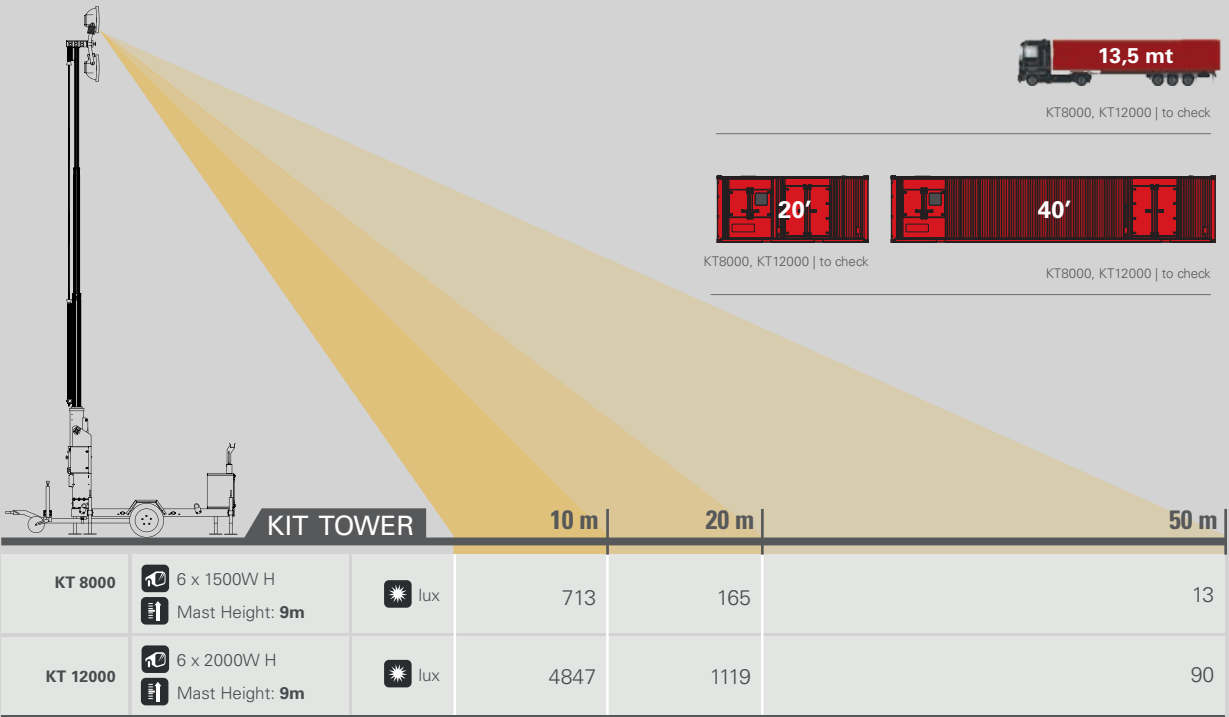 13,5 mt
KT8000, KT12000 | to check
20′
40′
KT8000, KT12000 | to check
KT8000, KT12000 | to check
KIT TOWER
10 m
20 m
50 m
KT 8000
6 x 1500W H
Mast Height: 9m
lux
713
165
13
KT 12000
6 x 2000W H
Mast Height: 9m
lux
4847
1119
90